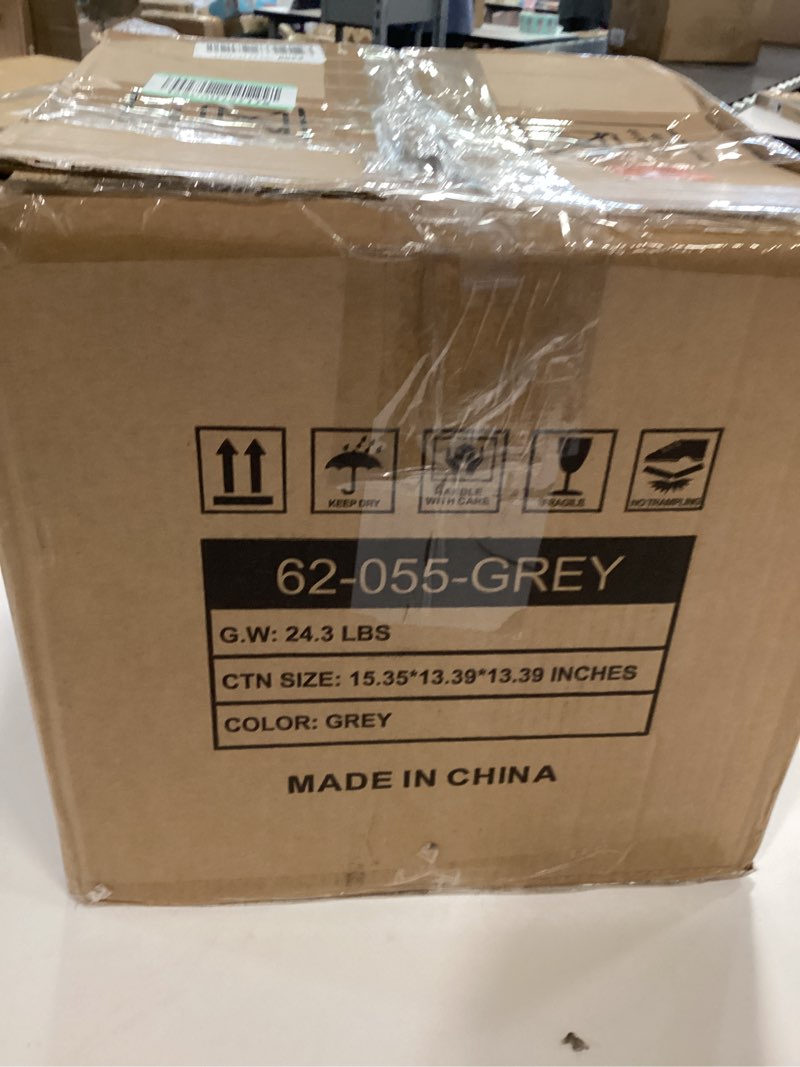 KEEP DRY
HANDLE
WITH CARE
FRAGILE
NO TRAMPLING
62-055-GREY
G.W: 24.3 LBS
CTN SIZE: 15.35*13.39*13.39 INCHES
COLOR: GREY
MADE IN CHINA